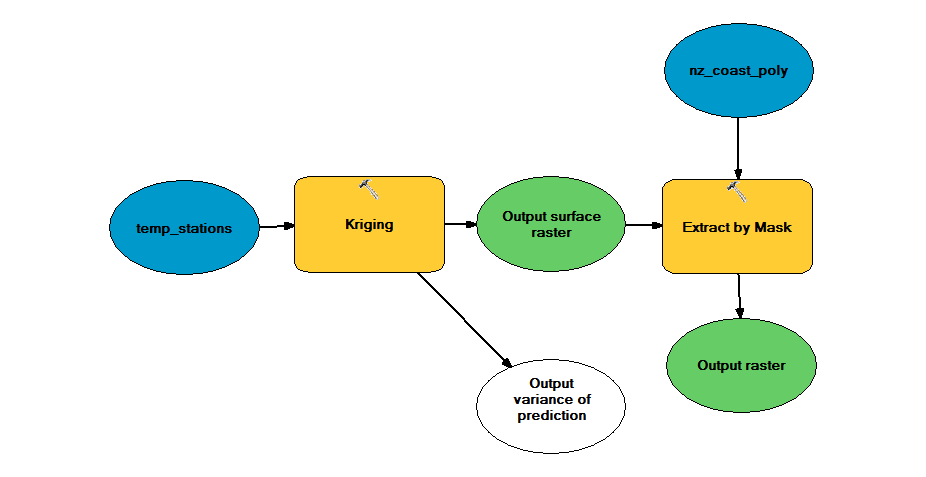 nz_coast_poly
temp_stations
Kriging
Output surface
raster
Extract by Mask
Output raster
Output
variance of
prediction